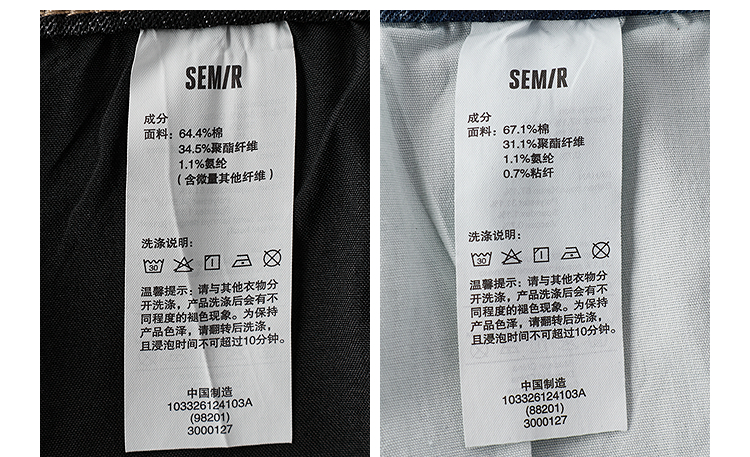 SEMIR
成分
面料：64.4%棉
34.5%聚酯纤维
1.1%氨纶
（含微量其他纤维）
洗涤说明：
30
温馨提示：请与其他衣物分
开洗涤，产品洗涤后会有不
同程度的褪色现象。为保持
产品色泽，请翻转后洗涤，
且浸泡时间不可超过10分钟。
中国制造
103326124103A
(98201)
3000127
SEMIR
成分
面料：67.1%棉
31.1%聚酯纤维
1.1%氨纶
0.7%粘纤
洗涤说明：
30
温馨提示：请与其他衣物分
开洗涤，产品洗涤后会有不
同程度的褪色现象。为保持
产品色泽，请翻转后洗涤，
且浸泡时间不可超过10分钟。
中国制造
103326124103A
(88201)
3000127